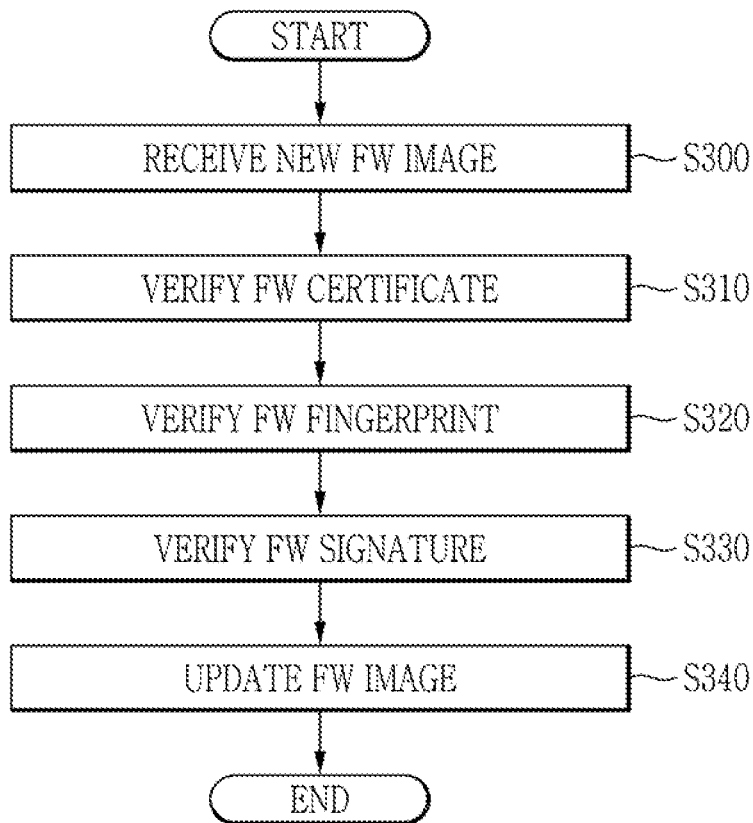 START
RECEIVE NEW FW IMAGE
S300
VERIFY FW CERTIFICATE
S310
VERIFY FW FINGERPRINT
S320
VERIFY FW SIGNATURE
S330
UPDATE FW IMAGE
S340
END